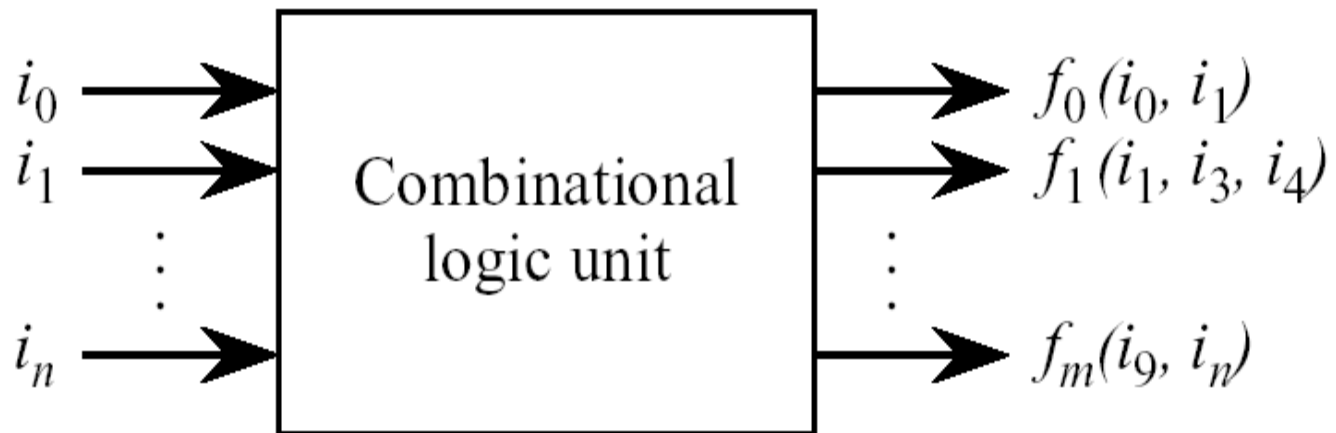 i₀
i₁
iₙ
Combinational
logic unit
f₀(i₀, i₁)
f₁(i₁, i₃, i₄)
fₘ(i₉, iₙ)